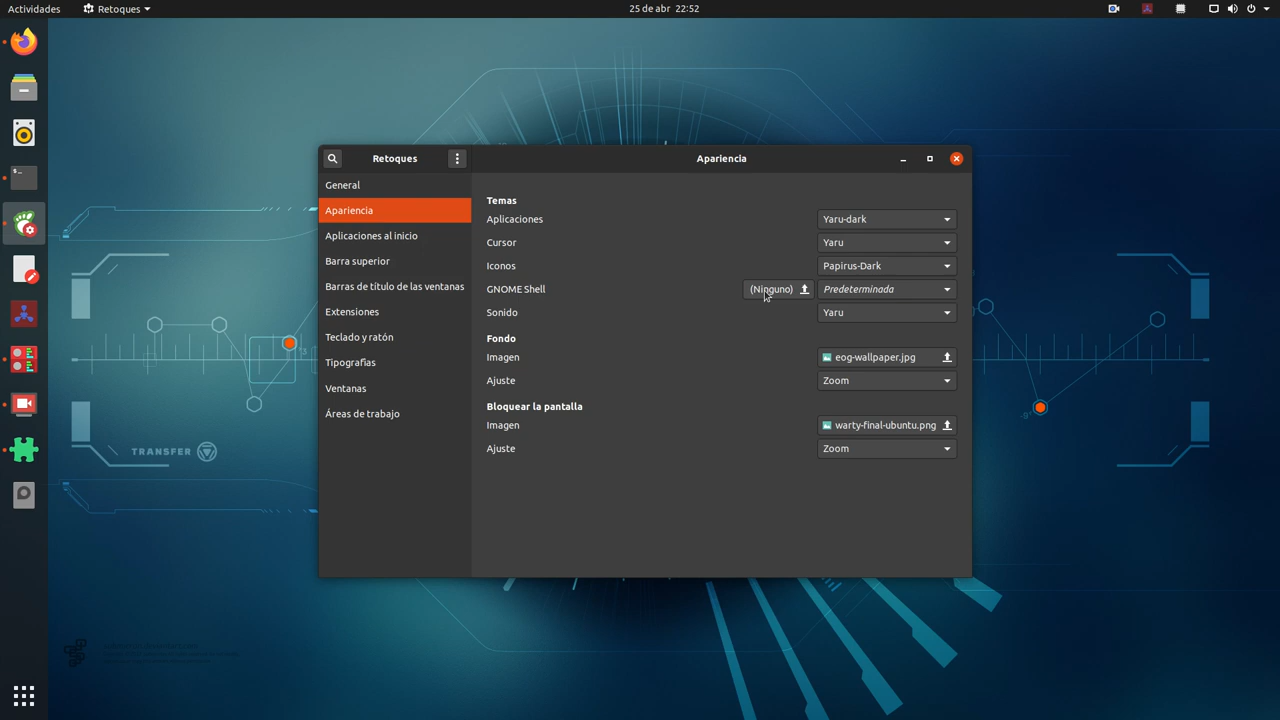 Actividades
Retoques
25 de abr 22:52
Retoques
Apariencia
General
Apariencia
Aplicaciones al inicio
Barra superior
Barras de título de las ventanas
Extensiones
Teclado y ratón
Tipografías
Ventanas
Áreas de trabajo
Temas
Aplicaciones
Yaru-dark
Cursor
Yaru
Iconos
Papirus-Dark
GNOME Shell
(Ninguno)
Predeterminada
Sonido
Yaru
Fondo
Imagen
eog-wallpaper.jpg
Ajuste
Zoom
Bloquear la pantalla
Imagen
warty-final-ubuntu.png
Ajuste
Zoom
TRANSFER